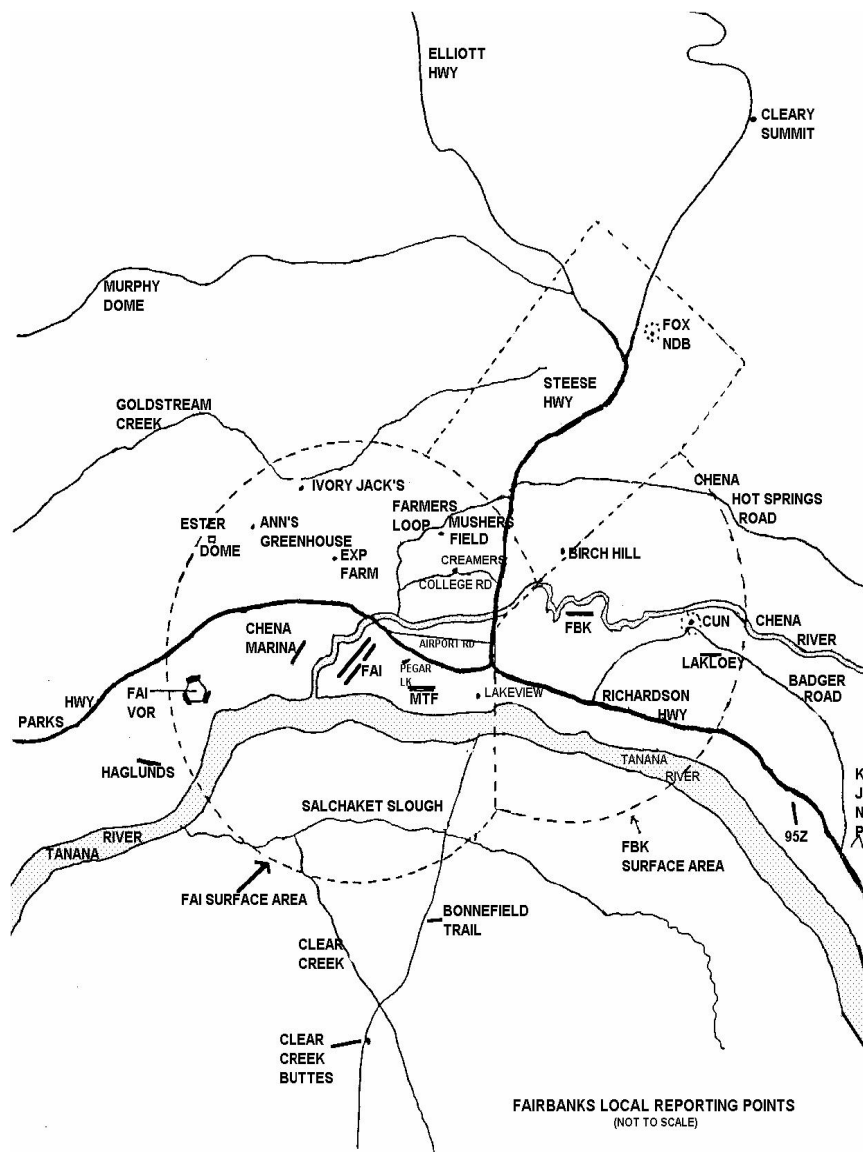 ELLIOTT
HWY
CLEARY
SUMMIT
MURPHY
DOME
FOX
NDB
STEESE
HWY
GOLDSTREAM
CREEK
CHENA
HOT SPRINGS
ROAD
IVORY JACK'S
FARMERS
LOOP
MUSHERS
FIELD
ESTER
DOME
ANN'S
GREENHOUSE
EXP
FARM
CREAMERS
COLLEGE RD
BIRCH HILL
CHENA
MARINA
AIRPORT RD
FBK
CUN
CHENA
RIVER
FAI
PEGAR
LK
MTF
LAKEVIEW
LAKLOEY
BADGER
ROAD
FAI
VOR
PARKS
HWY
RICHARDSON
HWY
HAGLUNDS
TANANA
RIVER
TANANA
RIVER
SALCHAKET SLOUGH
K
J
N
P
95Z
FBK
SURFACE AREA
FAI SURFACE AREA
BONNEFIELD
TRAIL
CLEAR
CREEK
CLEAR
CREEK
BUTTES
FAIRBANKS LOCAL REPORTING POINTS
(NOT TO SCALE)